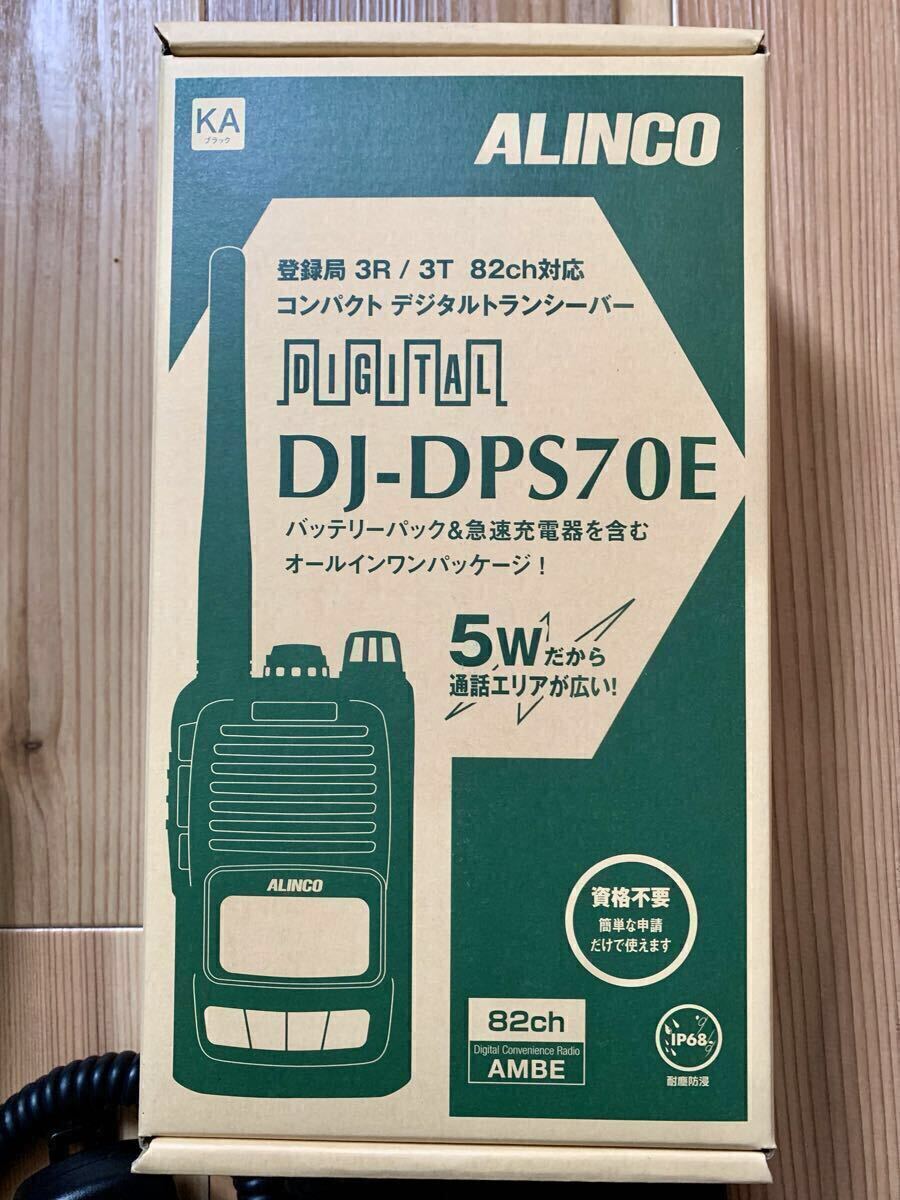 KA
ブラック
ALINCO
登録局 3R / 3T 82ch対応
コンパクト デジタルトランシーバー
DIGITAL
DJ-DPS70E
バッテリーパック&急速充電器を含む
オールインワンパッケージ！
5Wだから
通話エリアが広い!
ALINCO
資格不要
簡単な申請
だけで使えます
82ch
Digital Convenience Radio
AMBE
IP68
耐塵防浸